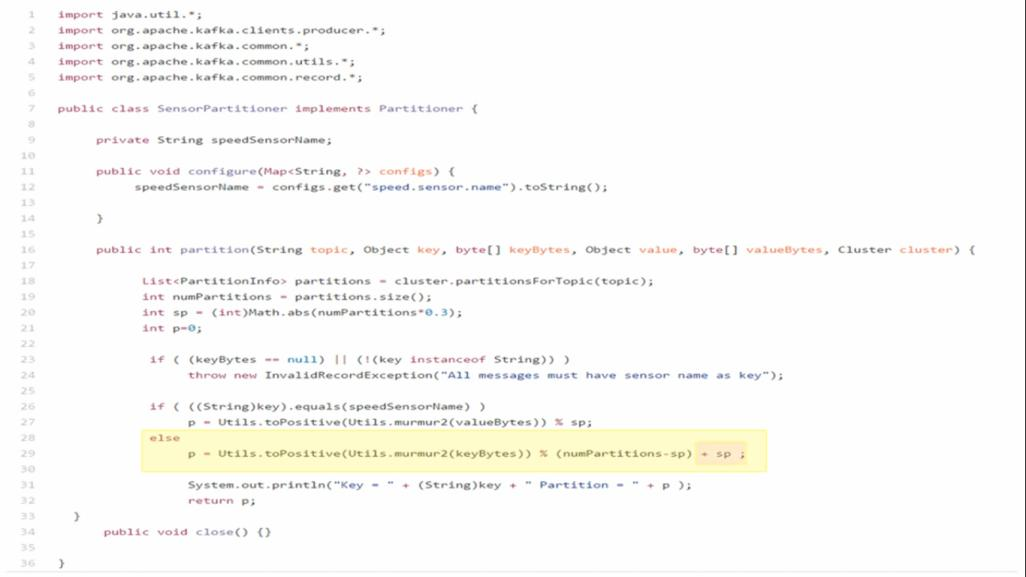 1 import java.util.*;
2 import org.apache.kafka.clients.producer.*;
3 import org.apache.kafka.common.*;
4 import org.apache.kafka.common.utils.*;
5 import org.apache.kafka.common.record.*;
6
7 public class SensorPartitioner implements Partitioner {
8
9 private String speedSensorName;
10
11 public void configure(Map<String, ?> configs) {
12 speedSensorName = configs.get("speed.sensor.name").toString();
13
14 }
15
16 public int partition(String topic, Object key, byte[] keyBytes, Object value, byte[] valueBytes, Cluster cluster) {
17
18 List<PartitionInfo> partitions = cluster.partitionsForTopic(topic);
19 int numPartitions = partitions.size();
20 int sp = (int)Math.abs(numPartitions*0.3);
21 int p=0;
22
23 if ( (keyBytes == null) || (!(key instanceof String)) )
24 throw new InvalidRecordException("All messages must have sensor name as key");
25
26 if ( ((String)key).equals(speedSensorName) )
27 p = Utils.toPositive(Utils.murmur2(valueBytes)) % sp;
28 else
29 p = Utils.toPositive(Utils.murmur2(keyBytes)) % (numPartitions-sp) + sp ;
30
31 System.out.println("Key = " + (String)key + " Partition = " + p );
32 return p;
33 }
34 public void close() {}
35
36 }